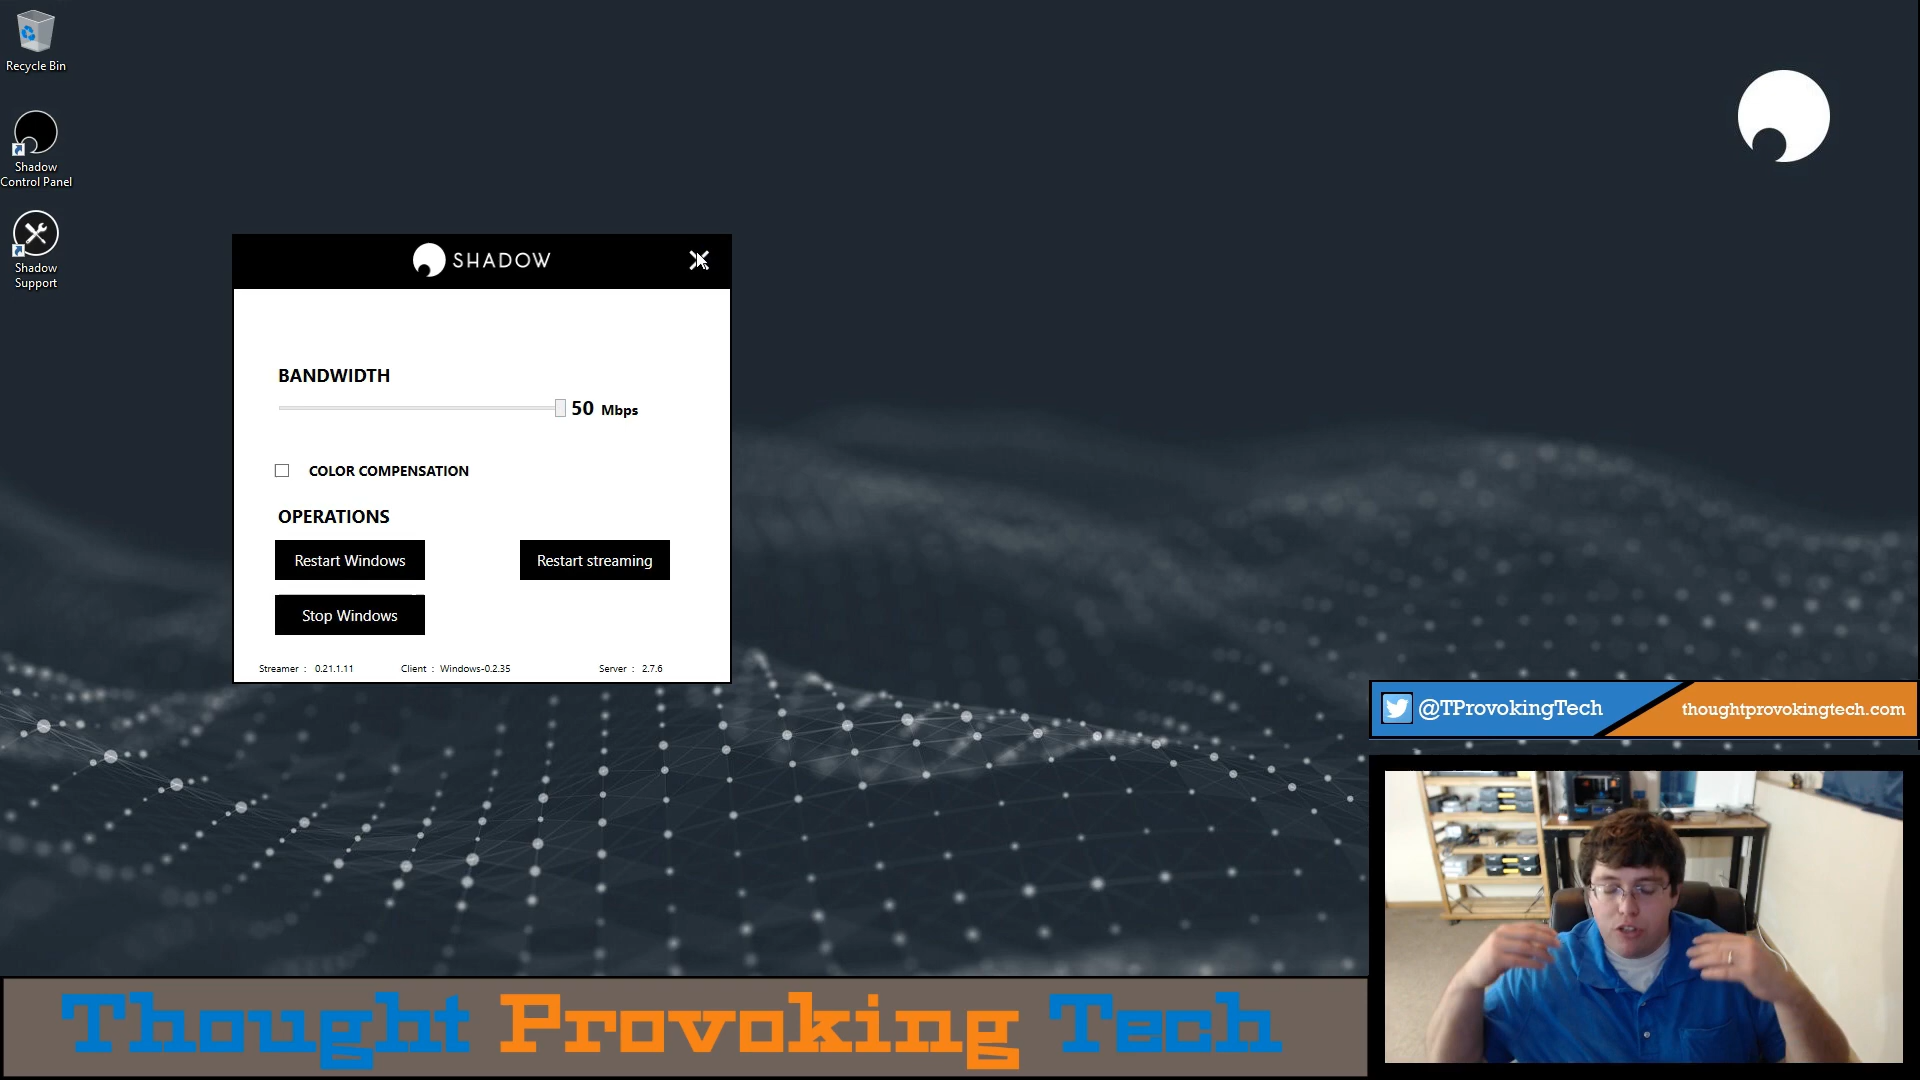 Recycle Bin
Shadow
Control Panel
Shadow
Support
SHADOW
BANDWIDTH
50 Mbps
COLOR COMPENSATION
OPERATIONS
Restart Windows
Restart streaming
Stop Windows
Streamer : 0.21.1.11
Client : Windows-0.2.35
Server : 2.7.6
@TProvokingTech
thoughtprovokingtech.com
Thought Provoking Tech